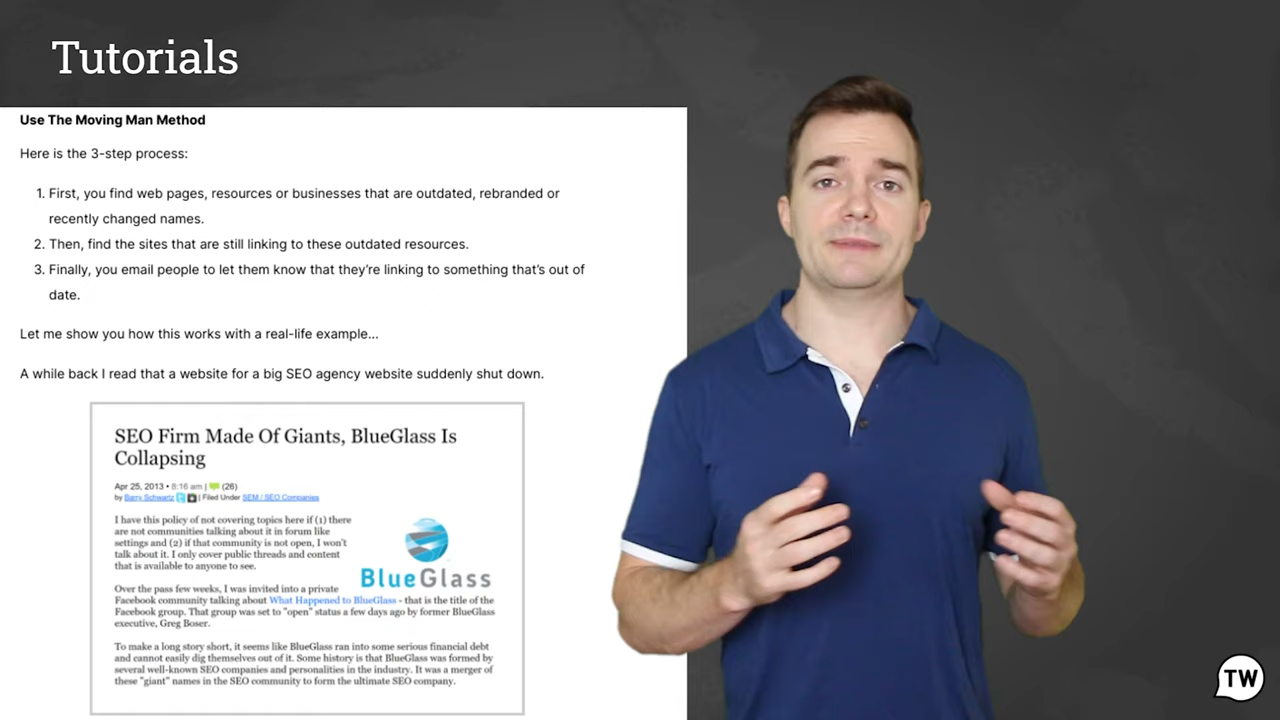 Tutorials
Use The Moving Man Method
Here is the 3-step process:
1. First, you find web pages, resources or businesses that are outdated, rebranded or
recently changed names.
2. Then, find the sites that are still linking to these outdated resources.
3. Finally, you email people to let them know that they're linking to something that's out of
date.
Let me show you how this works with a real-life example...
A while back I read that a website for a big SEO agency website suddenly shut down.
SEO Firm Made Of Giants, BlueGlass Is
Collapsing
Apr 25, 2013 • 8:16 am | (26)
by Barry Schwartz | Filed Under SEM / SEO Companies
I have this policy of not covering topics here if (1) there
are not communities talking about it in forum like
settings and (2) if that community is not open, I won't
talk about it. I only cover public threads and content
that is available to anyone to see.
BlueGlass
Over the pass few weeks, I was invited into a private
Facebook community talking about What Happened to BlueGlass - that is the title of the
Facebook group. That group was set to "open" status a few days ago by former BlueGlass
executive, Greg Boser.
To make a long story short, it seems like BlueGlass ran into some serious financial debt
and cannot easily dig themselves out of it. Some history is that BlueGlass was formed by
several well-known SEO companies and personalities in the industry. It was a merger of
these "giant" names in the SEO community to form the ultimate SEO company.
TW